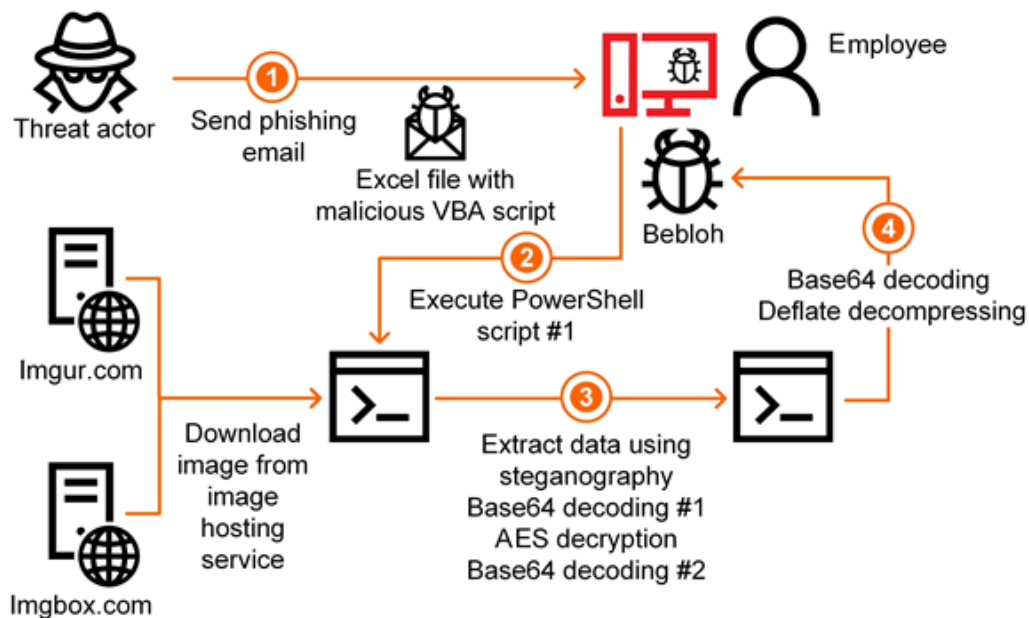 Threat actor
1
Send phishing
email
Excel file with
malicious VBA script
Employee
Bebloh
2
Execute PowerShell
script #1
Imgur.com
Imgbox.com
Download
image from
image
hosting
service
3
Extract data using
steganography
Base64 decoding #1
AES decryption
Base64 decoding #2
4
Base64 decoding
Deflate decompressing